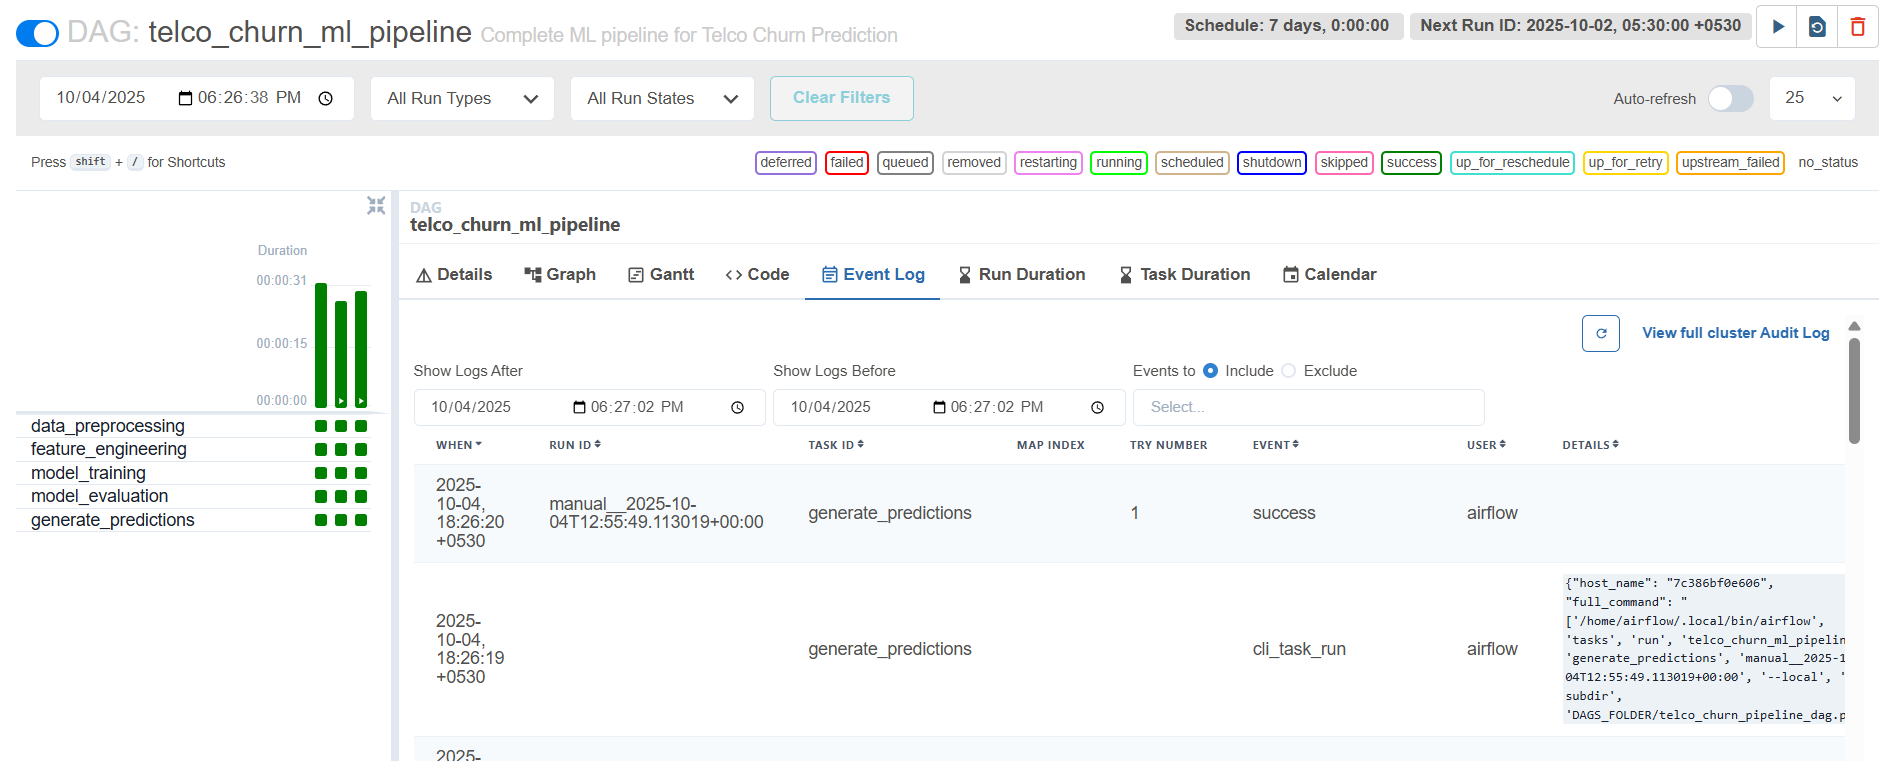 DAG: telco_churn_ml_pipeline Complete ML pipeline for Telco Churn Prediction
Schedule: 7 days, 0:00:00
Next Run ID: 2025-10-02, 05:30:00 +0530
10/04/2025 06:26:38 PM
All Run Types
All Run States
Clear Filters
Auto-refresh
25
Press shift + / for Shortcuts
deferred
failed
queued
removed
restarting
running
scheduled
shutdown
skipped
success
up_for_reschedule
up_for_retry
upstream_failed
no_status
Duration
00:00:31
00:00:15
00:00:00
data_preprocessing
feature_engineering
model_training
model_evaluation
generate_predictions
DAG
telco_churn_ml_pipeline
Details
Graph
Gantt
Code
Event Log
Run Duration
Task Duration
Calendar
View full cluster Audit Log
Show Logs After
10/04/2025 06:27:02 PM
Show Logs Before
10/04/2025 06:27:02 PM
Events to Include Exclude
Select...
WHEN RUN ID TASK ID MAP INDEX TRY NUMBER EVENT USER DETAILS
2025-
10-04,
18:26:20
+0530
manual__2025-10-
04T12:55:49.113019+00:00
generate_predictions
1
success
airflow
2025-
10-04,
18:26:19
+0530
generate_predictions
cli_task_run
airflow
{"host_name": "7c386bf0e606",
"full_command": "
['/home/airflow/.local/bin/airflow',
'tasks', 'run', 'telco_churn_ml_pipelin
'generate_predictions', 'manual__2025-1
04T12:55:49.113019+00:00', '--local', '
subdir',
'DAGS_FOLDER/telco_churn_pipeline_dag.p
2025-